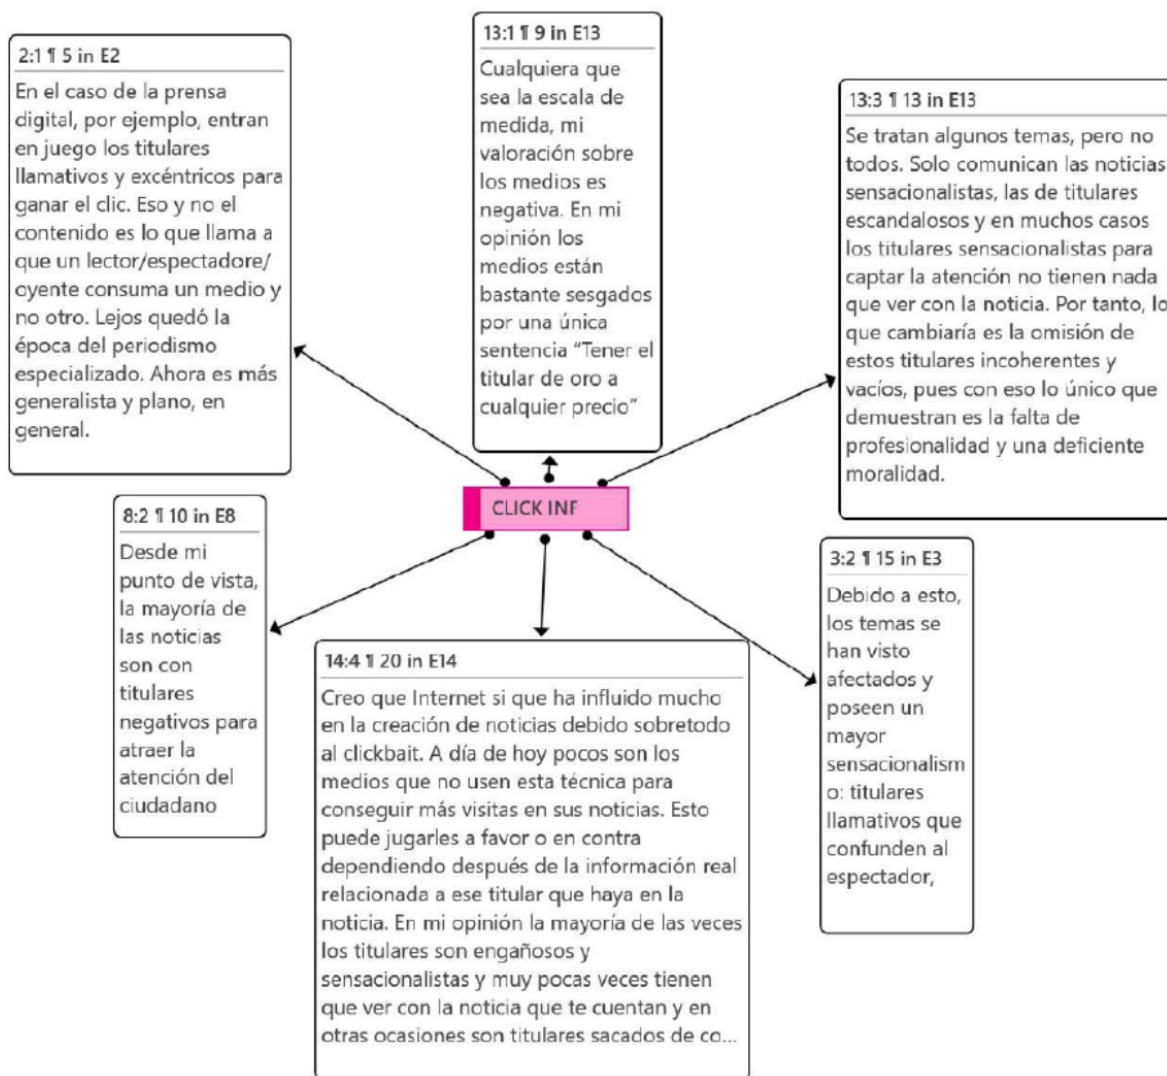 2:1 ¶ 5 in E2
En el caso de la prensa
digital, por ejemplo, entran
en juego los titulares
llamativos y excéntricos para
ganar el clic. Eso y no el
contenido es lo que llama a
que un lector/espectadore/
oyente consuma un medio y
no otro. Lejos quedó la
época del periodismo
especializado. Ahora es más
generalista y plano, en
general.
13:1 ¶ 9 in E13
Cualquiera que
sea la escala de
medida, mi
valoración sobre
los medios es
negativa. En mi
opinión los
medios están
bastante sesgados
por una única
sentencia “Tener el
titular de oro a
cualquier precio”
13:3 ¶ 13 in E13
Se tratan algunos temas, pero no
todos. Solo comunican las noticias
sensacionalistas, las de titulares
escandalosos y en muchos casos
los titulares sensacionalistas para
captar la atención no tienen nada
que ver con la noticia. Por tanto, lo
que cambiaría es la omisión de
estos titulares incoherentes y
vacíos, pues con eso lo único que
demuestran es la falta de
profesionalidad y una deficiente
moralidad.
CLICK INF
8:2 ¶ 10 in E8
Desde mi
punto de vista,
la mayoría de
las noticias
son con
titulares
negativos para
atraer la
atención del
ciudadano
14:4 ¶ 20 in E14
Creo que Internet si que ha influido mucho
en la creación de noticias debido sobretodo
al clickbait. A día de hoy pocos son los
medios que no usen esta técnica para
conseguir más visitas en sus noticias. Esto
puede jugarles a favor o en contra
dependiendo después de la información real
relacionada a ese titular que haya en la
noticia. En mi opinión la mayoría de las veces
los titulares son engañosos y
sensacionalistas y muy pocas veces tienen
que ver con la noticia que te cuentan y en
otras ocasiones son titulares sacados de co...
3:2 ¶ 15 in E3
Debido a esto,
los temas se
han visto
afectados y
poseen un
mayor
sensacionalism
o: titulares
llamativos que
confunden al
espectador,